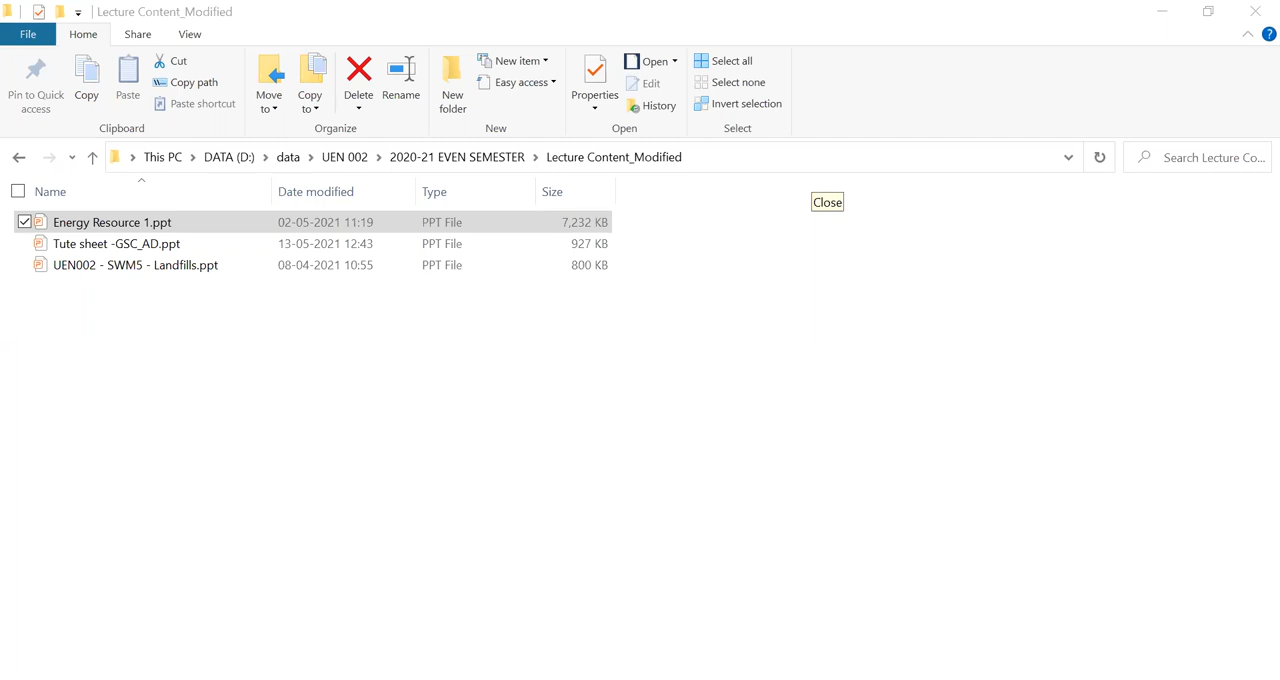 Lecture Content_Modified
File Home Share View
Pin to Quick access
Copy
Paste
Cut
Copy path
Paste shortcut
Clipboard
Move to
Copy to
Delete
Rename
Organize
New folder
New item
Easy access
New
Properties
Open
Edit
History
Open
Select all
Select none
Invert selection
Select
This PC > DATA (D:) > data > UEN 002 > 2020-21 EVEN SEMESTER > Lecture Content_Modified
Search Lecture Co...
Name Date modified Type Size
Close
Energy Resource 1.ppt 02-05-2021 11:19 PPT File 7,232 KB
Tute sheet -GSC_AD.ppt 13-05-2021 12:43 PPT File 927 KB
UEN002 - SWM5 - Landfills.ppt 08-04-2021 10:55 PPT File 800 KB